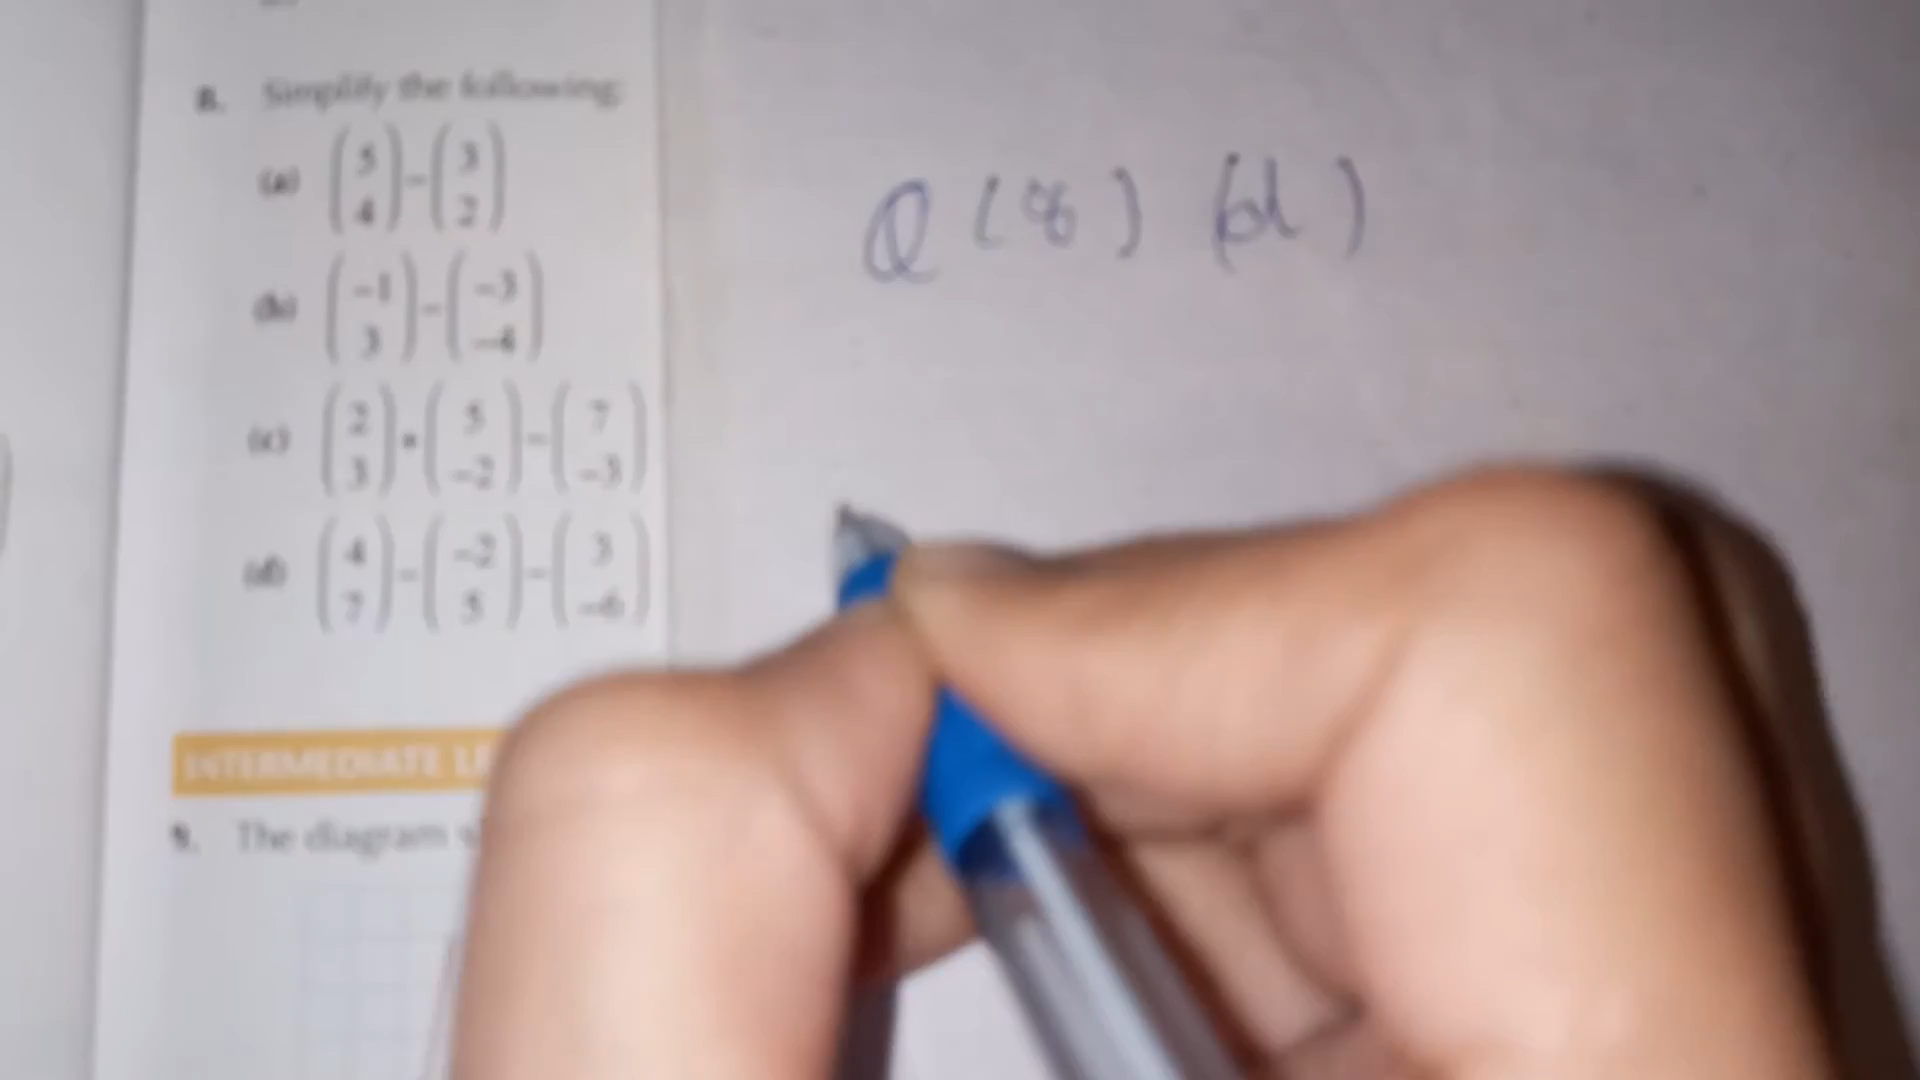 8. Simplify the following:
(a) (5 4) - (3 2)
(b) (-1 3) - (-3 -4)
(c) (2 3) + (5 -2) - (7 -3)
(d) (4 7) - (-2 5) - (3 -6)
INTERMEDIATE
9. The diagram
Q (8) (d)